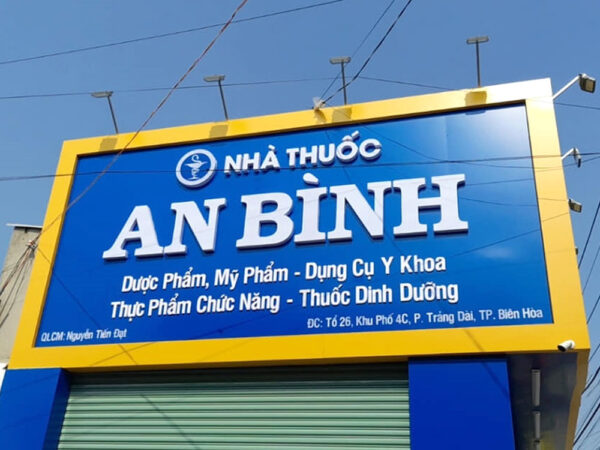 NHÀ THUỐC
AN BÌNH
Dược Phẩm, Mỹ Phẩm - Dụng Cụ Y Khoa
Thực Phẩm Chức Năng - Thuốc Dinh Dưỡng
QLCM: Nguyễn Tiến Đạt
ĐC: Tổ 26, Khu Phố 4C, P. Trảng Dài, TP. Biên Hòa